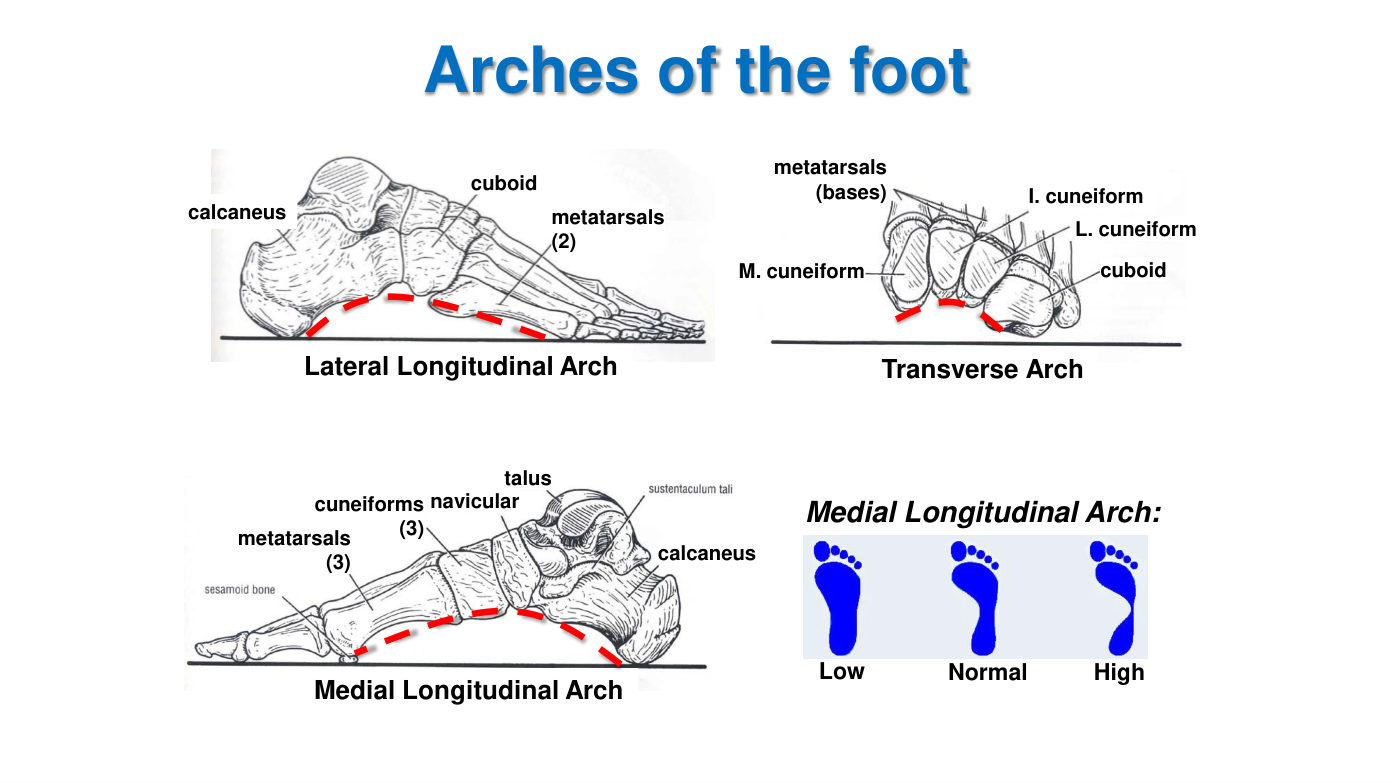 Arches of the foot
cuboid
calcaneus
metatarsals
(2)
Lateral Longitudinal Arch
metatarsals
(bases)
I. cuneiform
L. cuneiform
M. cuneiform
cuboid
Transverse Arch
talus
sustentaculum tali
cuneiforms
(3)
navicular
metatarsals
(3)
calcaneus
sesamoid bone
Medial Longitudinal Arch
Medial Longitudinal Arch:
Low
Normal
High